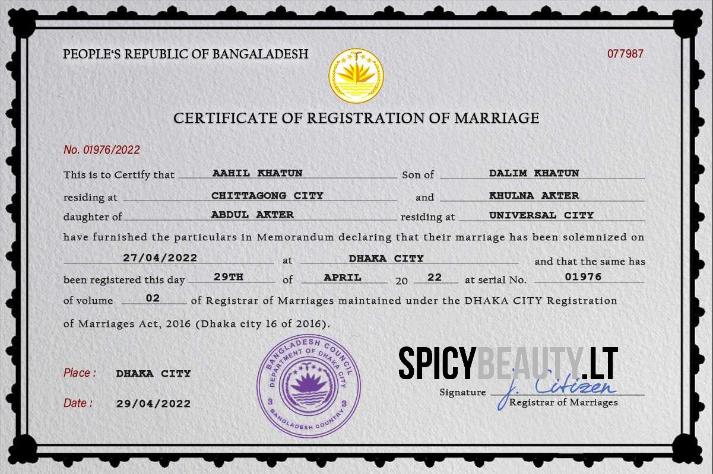 PEOPLE'S REPUBLIC OF BANGALADESH
077987
CERTIFICATE OF REGISTRATION OF MARRIAGE
No. 01976/2022
This is to Certify that AAHIL KHATUN Son of DALIM KHATUN
residing at CHITTAGONG CITY and KHULNA AKTER
daughter of ABDUL AKTER residing at UNIVERSAL CITY
have furnished the particulars in Memorandum declaring that their marriage has been solemnized on
27/04/2022 at DHAKA CITY and that the same has
been registered this day 29TH of APRIL 20 22 at serial No. 01976
of volume 02 of Registrar of Marriages maintained under the DHAKA CITY Registration
of Marriages Act, 2016 (Dhaka city 16 of 2016).
BANGLADESH COUNCIL
DEPARTMENT OF DHAKA CITY
3 3
BANGLADESH COUNTRY
SPICYBEAUTY.LT
Place : DHAKA CITY
Signature J. Citizen
Registrar of Marriages
Date : 29/04/2022